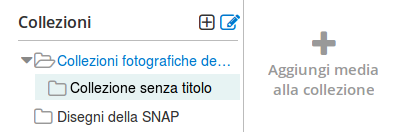 Collezioni
Collezioni fotografiche de...
Collezione senza titolo
Disegni della SNAP
Aggiungi media
alla collezione